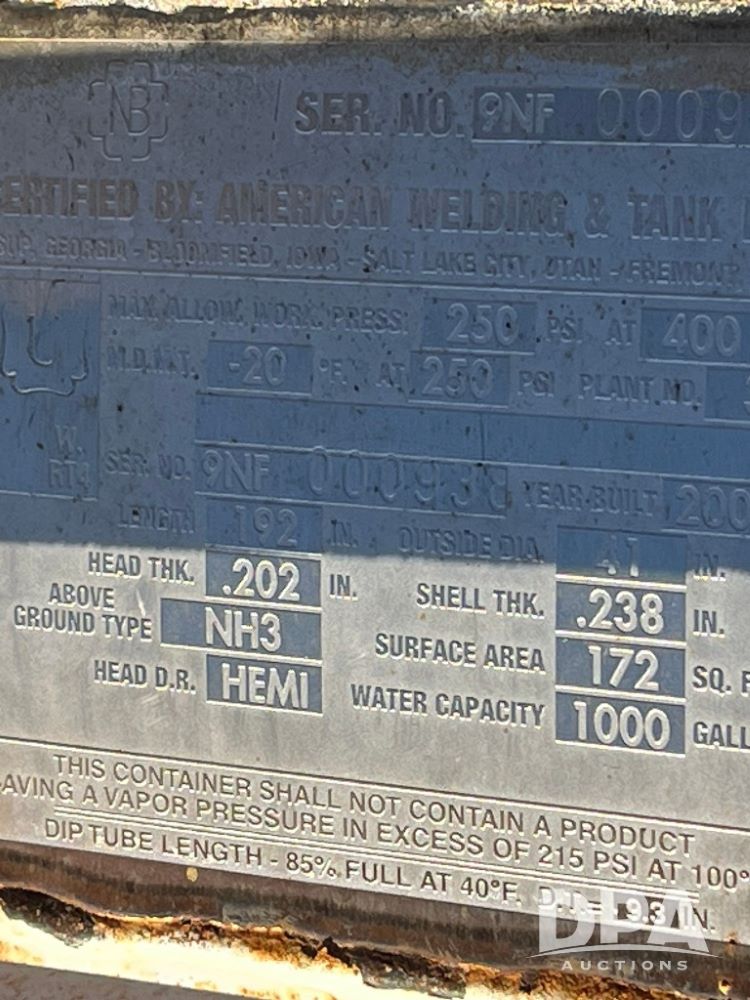 NB
SER. NO. 9NF 0009
CERTIFIED BY: AMERICAN WELDING & TANK
GEORGIA - BLOOMFIELD, IOWA - SALT LAKE CITY, UTAH - FREMONT
MAX. ALLOW. WORK. PRESS. 250 PSI AT 400
U
M.D.M.T. -20 °F. AT 250 PSI PLANT NO.
W.
RT4
SER. NO. 9NF 000938 YEAR BUILT 200
LENGTH 192 IN. OUTSIDE DIA. 41 IN.
HEAD THK. .202 IN. SHELL THK. .238 IN.
ABOVE
GROUND TYPE NH3 SURFACE AREA 172 SQ. F
HEAD D.R. HEMI WATER CAPACITY 1000 GALL
THIS CONTAINER SHALL NOT CONTAIN A PRODUCT
AVING A VAPOR PRESSURE IN EXCESS OF 215 PSI AT 100°
DIP TUBE LENGTH - 85% FULL AT 40°F. D.T.= 9.3 IN.
DPA
AUCTIONS